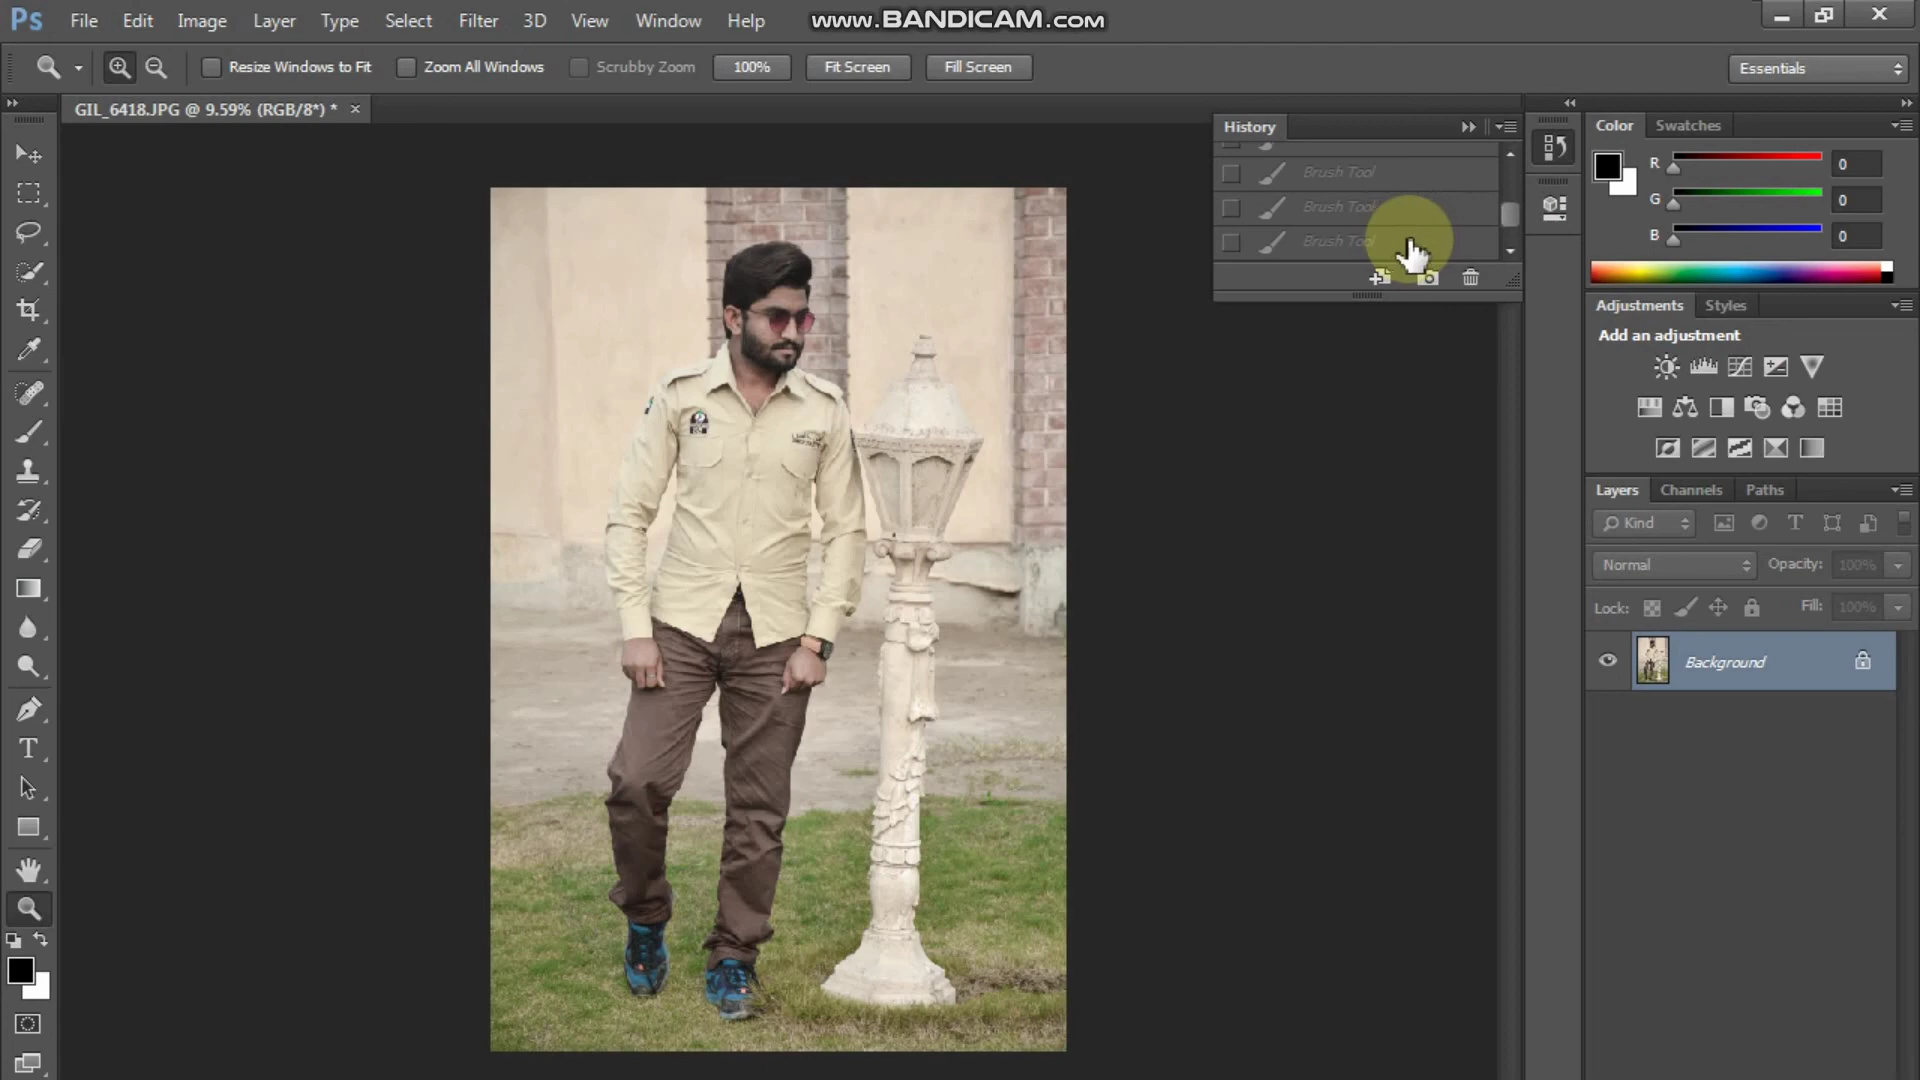 Ps File Edit Image Layer Type Select Filter 3D View Window Help www.BANDICAM.com
Resize Windows to Fit Zoom All Windows Scrubby Zoom 100% Fit Screen Fill Screen Essentials
GIL_6418.JPG @ 9.59% (RGB/8*) *
History
Brush Tool
Brush Tool
Brush Tool
Color Swatches
R 0
G 0
B 0
Adjustments Styles
Add an adjustment
Layers Channels Paths
Kind
Normal Opacity: 100%
Lock: Fill: 100%
Background